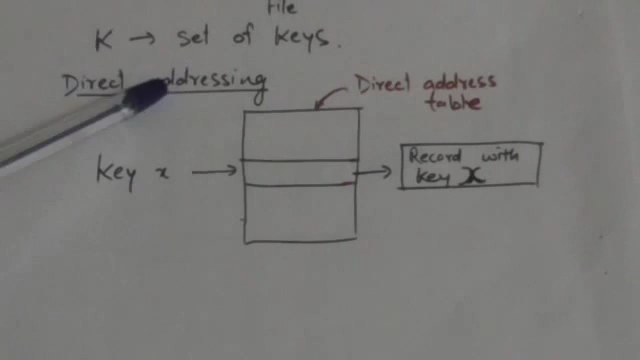 File
K → set of keys.
Direct addressing
Direct address
table
key x
Record with
key X